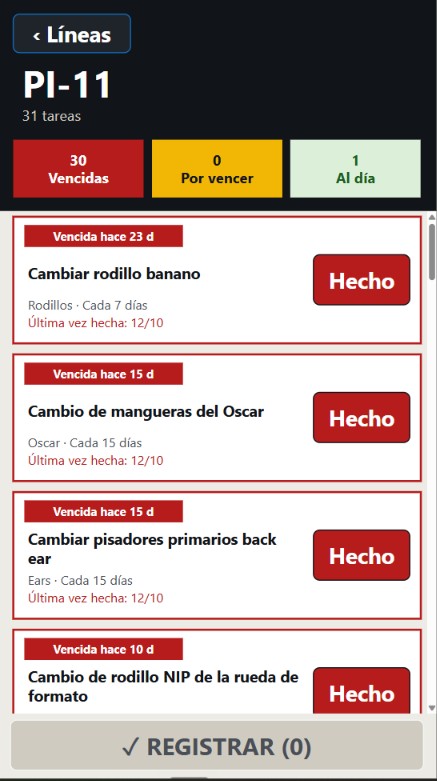 ‹ Líneas
PI-11
31 tareas
30
Vencidas
0
Por vencer
1
Al día
Vencida hace 23 d
Cambiar rodillo banano
Hecho
Rodillos · Cada 7 días
Última vez hecha: 12/10
Vencida hace 15 d
Cambio de mangueras del Oscar
Hecho
Oscar · Cada 15 días
Última vez hecha: 12/10
Vencida hace 15 d
Cambiar pisadores primarios back
ear
Hecho
Ears · Cada 15 días
Última vez hecha: 12/10
Vencida hace 10 d
Cambio de rodillo NIP de la rueda de
formato
Hecho
✓ REGISTRAR (0)